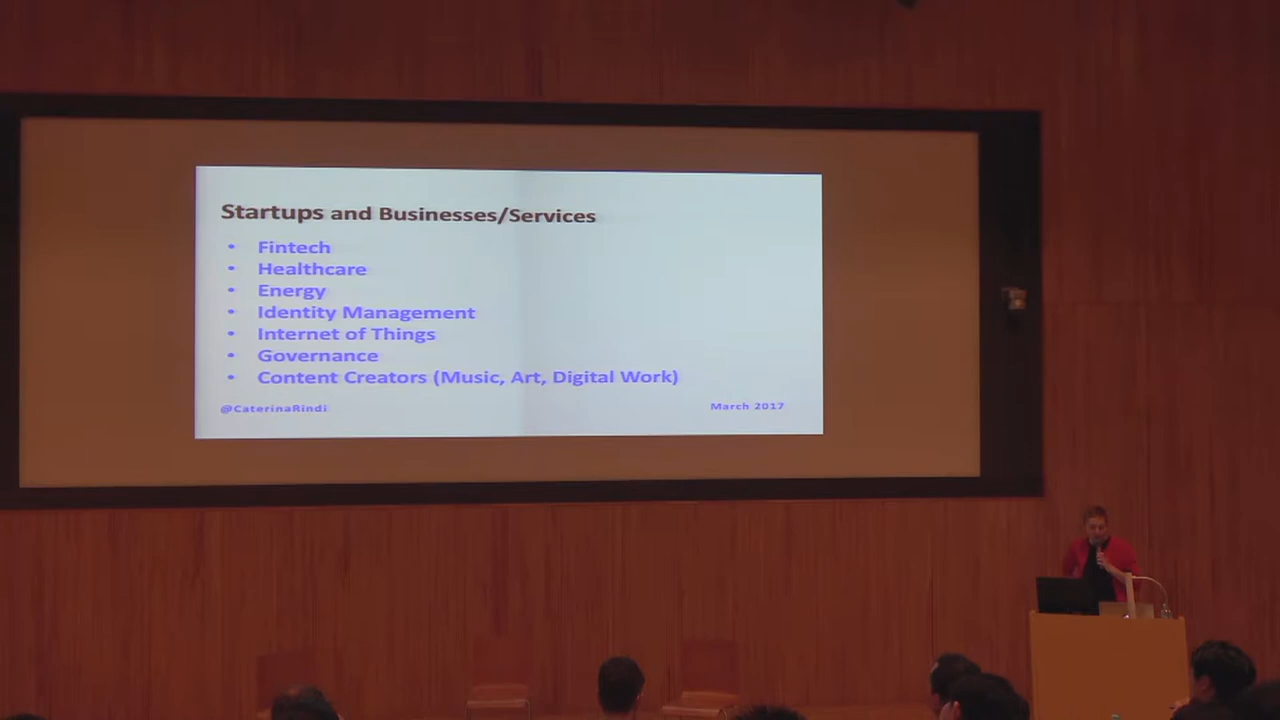 Startups and Businesses/Services
• Fintech
• Healthcare
• Energy
• Identity Management
• Internet of Things
• Governance
• Content Creators (Music, Art, Digital Work)
@CaterinaRindi
March 2017